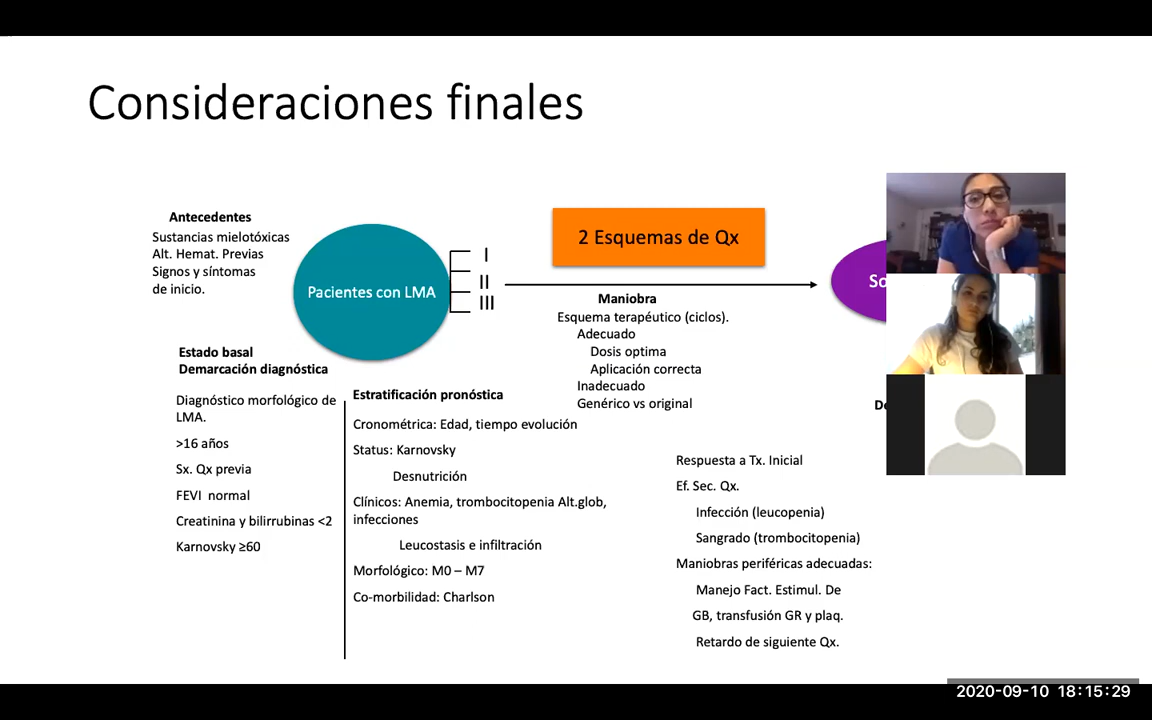 Consideraciones finales
Antecedentes
Sustancias mielotóxicas
Alt. Hemat. Previas
Signos y síntomas
de inicio.
Pacientes con LMA
I
II
III
2 Esquemas de Qx
Maniobra
Esquema terapéutico (ciclos).
Adecuado
Dosis optima
Aplicación correcta
Inadecuado
Genérico vs original
Estado basal
Demarcación diagnóstica
Diagnóstico morfológico de
LMA.
>16 años
Sx. Qx previa
FEVI normal
Creatinina y bilirrubinas <2
Karnovsky ≥60
Estratificación pronóstica
Cronométrica: Edad, tiempo evolución
Status: Karnovsky
Desnutrición
Clínicos: Anemia, trombocitopenia Alt.glob,
infecciones
Leucostasis e infiltración
Morfológico: M0 – M7
Co-morbilidad: Charlson
Respuesta a Tx. Inicial
Ef. Sec. Qx.
Infección (leucopenia)
Sangrado (trombocitopenia)
Maniobras periféricas adecuadas:
Manejo Fact. Estimul. De
GB, transfusión GR y plaq.
Retardo de siguiente Qx.
2020-09-10 18:15:29